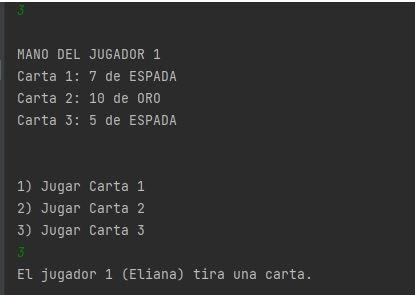 3
MANO DEL JUGADOR 1
Carta 1: 7 de ESPADA
Carta 2: 10 de ORO
Carta 3: 5 de ESPADA
1) Jugar Carta 1
2) Jugar Carta 2
3) Jugar Carta 3
3
El jugador 1 (Eliana) tira una carta.